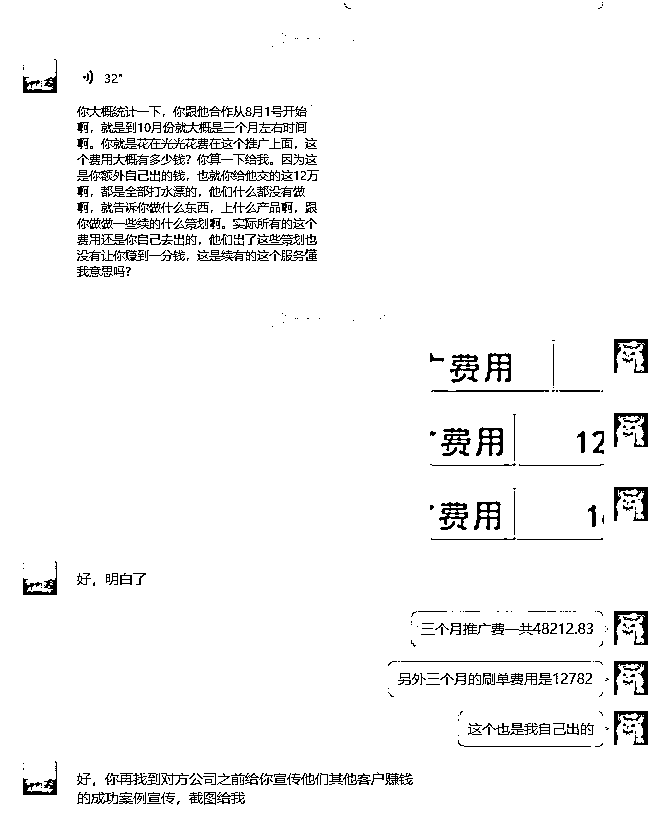 32"
你大概统计一下，你跟他合作从8月1号开始
啊，就是到10月份就大概是三个月左右时间
啊。你就是花在光光花费在这个推广上面，这
个费用大概有多少钱？你算一下给我。因为这
是你额外自己出的钱，也就你给他交的这12万
啊，都是全部打水漂的，他们什么都没有做
啊，就告诉你做什么东西，上什么产品啊，跟
你做做一些续的什么策划啊。实际所有的这个
费用还是你自己去出的，他们出了这些策划也
没有让你赚到一分钱，这是续有的这个服务懂
我意思吗？
费用
费用 12
费用
好，明白了
三个月推广费一共48212.83
另外三个月的刷单费用是12782
这个也是我自己出的
好，你再找到对方公司之前给你宣传他们其他客户赚钱
的成功案例宣传，截图给我